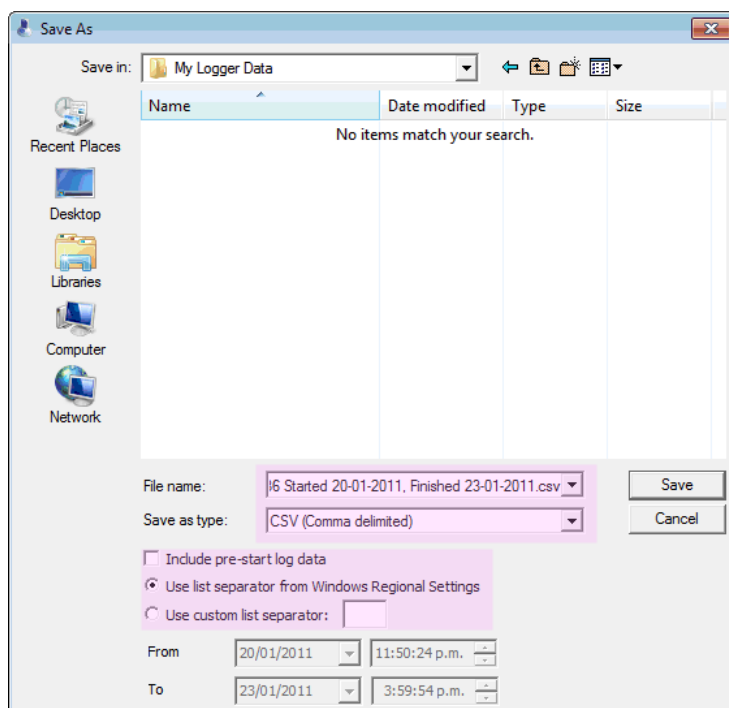 Save As
Save in: My Logger Data
Name Date modified Type Size
No items match your search.
Recent Places
Desktop
Libraries
Computer
Network
File name: 36 Started 20-01-2011, Finished 23-01-2011.csv Save
Save as type: CSV (Comma delimited) Cancel
Include pre-start log data
Use list separator from Windows Regional Settings
Use custom list separator:
From 20/01/2011 11:50:24 p.m.
To 23/01/2011 3:59:54 p.m.